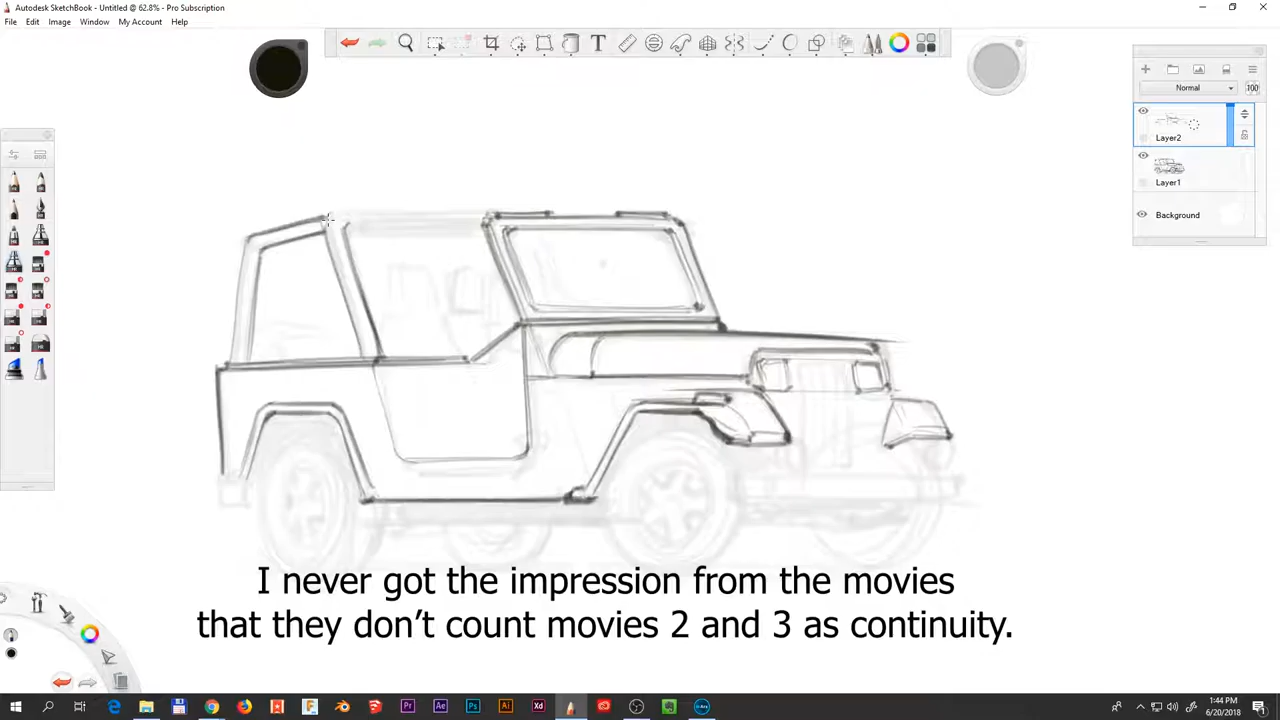 Autodesk SketchBook - Untitled @ 62.8% - Pro Subscription
File Edit Image Window My Account Help
Normal
100
Layer2
Layer1
Background
I never got the impression from the movies
that they don’t count movies 2 and 3 as continuity.
1:44 PM
6/20/2018